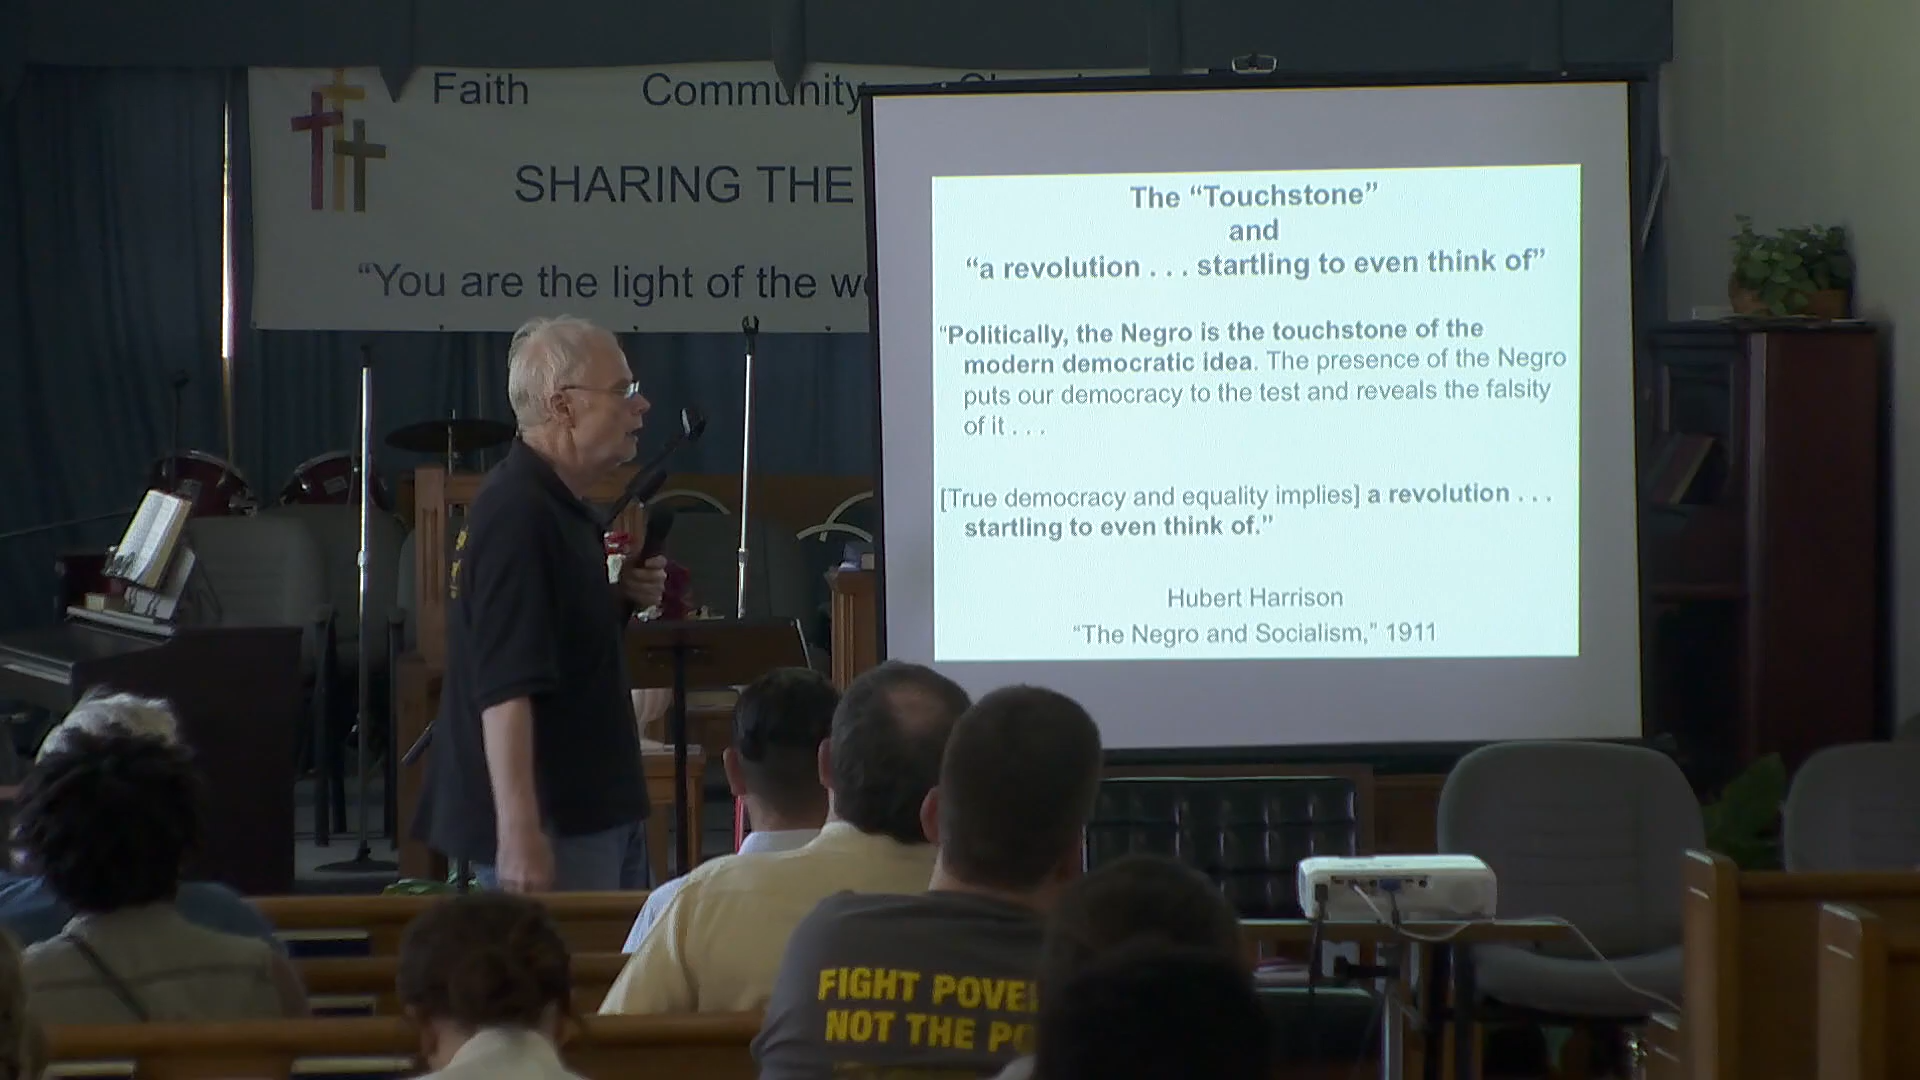 Faith Community
SHARING THE
“You are the light of the
The “Touchstone”
and
“a revolution . . . startling to even think of”
“Politically, the Negro is the touchstone of the
modern democratic idea. The presence of the Negro
puts our democracy to the test and reveals the falsity
of it . . .
[True democracy and equality implies] a revolution . . .
startling to even think of.”
Hubert Harrison
“The Negro and Socialism,” 1911
FIGHT
NOT THE